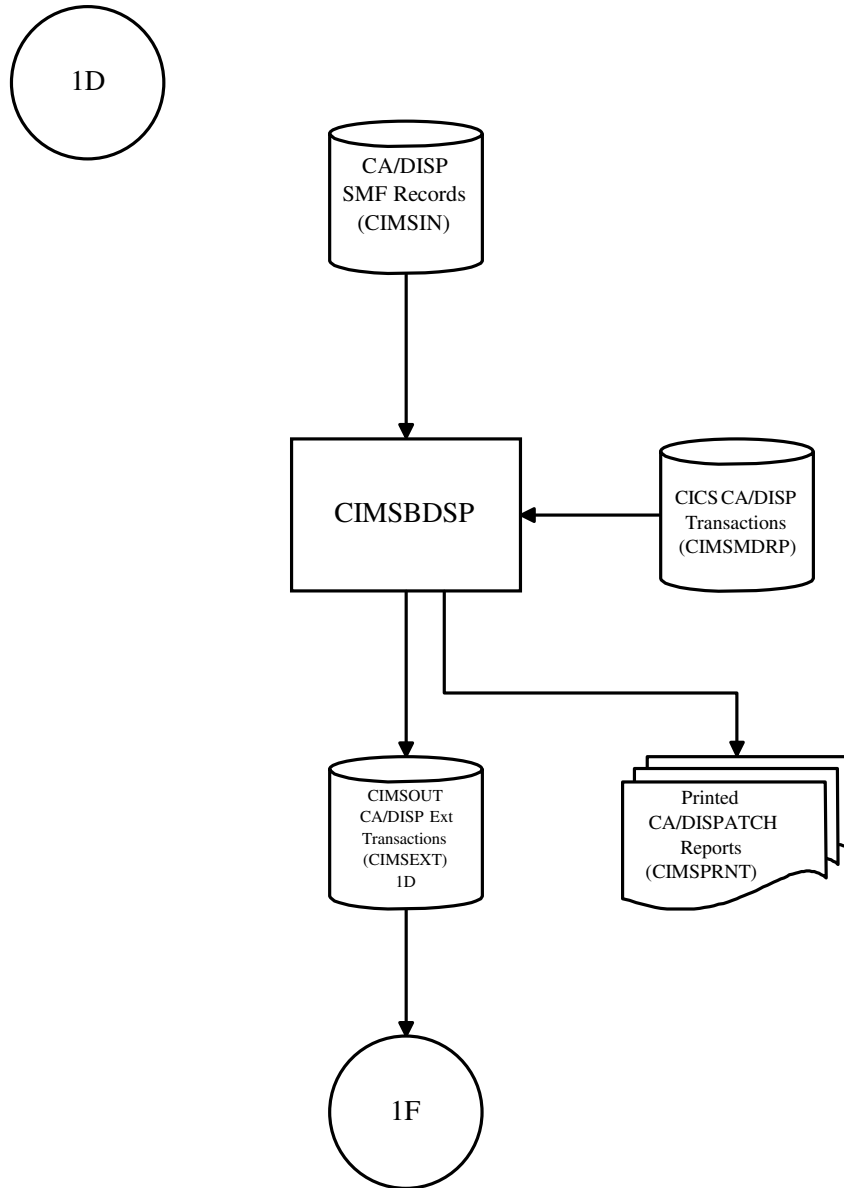 1D
CA/DISP
SMF Records
(CIMSIN)
CIMSBDSP
CICS CA/DISP
Transactions
(CIMSMDRP)
CIMSOUT
CA/DISP Ext
Transactions
(CIMSEXT)
1D
Printed
CA/DISPATCH
Reports
(CIMSPRNT)
1F